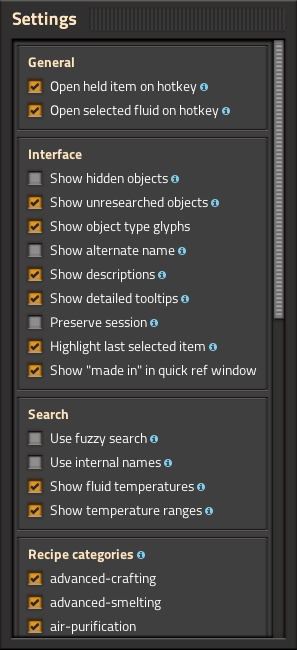 Settings
General
Open held item on hotkey
Open selected fluid on hotkey
Interface
Show hidden objects
Show unresearched objects
Show object type glyphs
Show alternate name
Show descriptions
Show detailed tooltips
Preserve session
Highlight last selected item
Show "made in" in quick ref window
Search
Use fuzzy search
Use internal names
Show fluid temperatures
Show temperature ranges
Recipe categories
advanced-crafting
advanced-smelting
air-purification